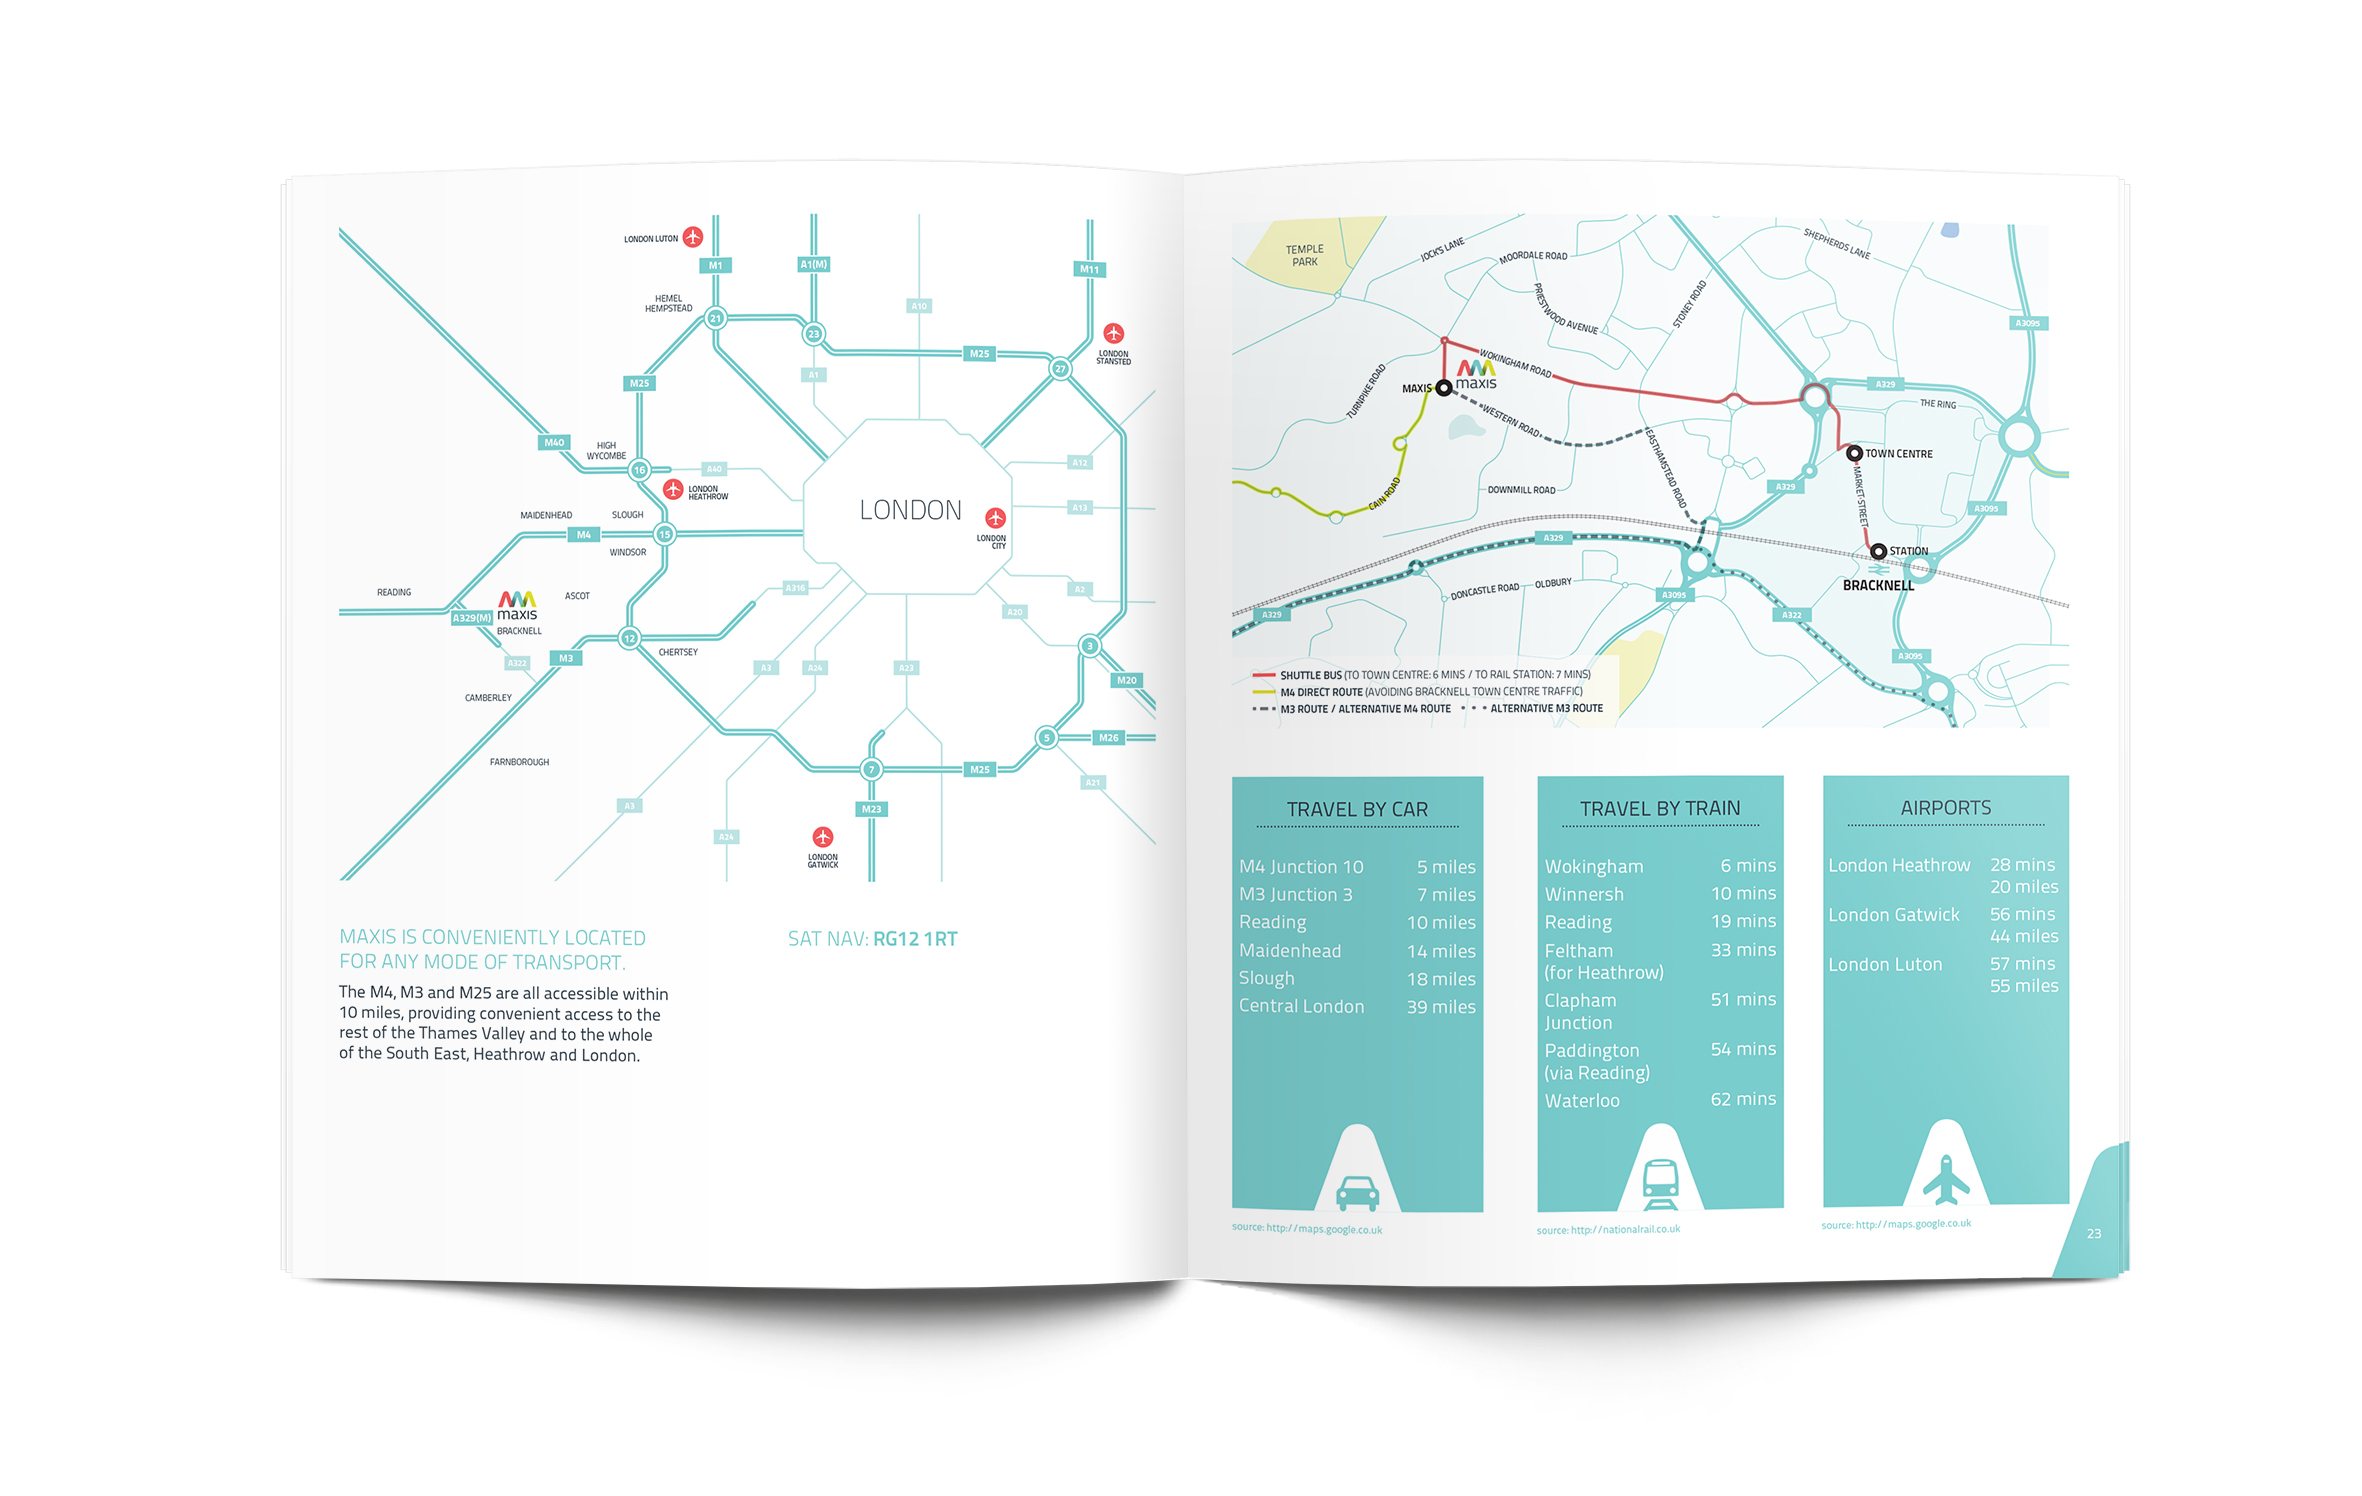 LONDON LUTON
M1
A1(M)
M11
HEMEL
HEMPSTEAD
A10
21
23
M25
27
LONDON
STANSTED
A1
M25
M40
HIGH
WYCOMBE
16
A40
LONDON
HEATHROW
A12
LONDON
A13
LONDON
CITY
MAIDENHEAD
SLOUGH
M4
15
WINDSOR
READING
maxis
A329(M)
BRACKNELL
ASCOT
A316
A2
A20
12
CHERTSEY
3
A322
M3
A3
A24
A23
M20
CAMBERLEY
5
M26
FARNBOROUGH
7
M25
A21
A3
M23
A24
LONDON
GATWICK
MAXIS IS CONVENIENTLY LOCATED
FOR ANY MODE OF TRANSPORT.
The M4, M3 and M25 are all accessible within
10 miles, providing convenient access to the
rest of the Thames Valley and to the whole
of the South East, Heathrow and London.
SAT NAV: RG12 1RT
TEMPLE
PARK
JOCK'S LANE
MOORDALE ROAD
PRIESTWOOD AVENUE
STONEY ROAD
SHEPHERDS LANE
A3095
WOKINGHAM ROAD
TURNPIKE ROAD
MAXIS
maxis
WESTERN ROAD
A329
THE RING
EASTHAMSTEAD ROAD
TOWN CENTRE
MARKET STREET
CAIN ROAD
DOWNMILL ROAD
A329
A3095
A329
STATION
BRACKNELL
DONCASTLE ROAD
OLDBURY
A3095
A329
A322
A3095
SHUTTLE BUS (TO TOWN CENTRE: 6 MINS / TO RAIL STATION: 7 MINS)
M4 DIRECT ROUTE (AVOIDING BRACKNELL TOWN CENTRE TRAFFIC)
M3 ROUTE / ALTERNATIVE M4 ROUTE ALTERNATIVE M3 ROUTE
TRAVEL BY CAR
M4 Junction 10 5 miles
M3 Junction 3 7 miles
Reading 10 miles
Maidenhead 14 miles
Slough 18 miles
Central London 39 miles
source: http://maps.google.co.uk
TRAVEL BY TRAIN
Wokingham 6 mins
Winnersh 10 mins
Reading 19 mins
Feltham 33 mins
(for Heathrow)
Clapham 51 mins
Junction
Paddington 54 mins
(via Reading)
Waterloo 62 mins
source: http://nationalrail.co.uk
AIRPORTS
London Heathrow 28 mins
20 miles
London Gatwick 56 mins
44 miles
London Luton 57 mins
55 miles
source: http://maps.google.co.uk
23